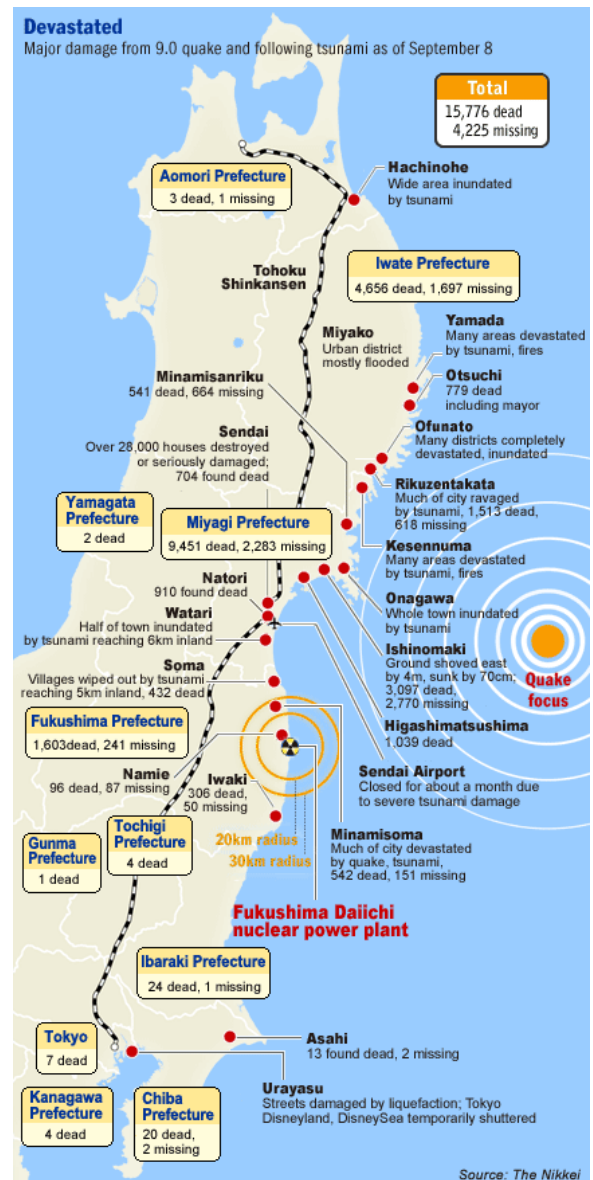 Devastated
Major damage from 9.0 quake and following tsunami as of September 8
Total
15,776 dead
4,225 missing
Hachinohe
Wide area inundated
by tsunami
Aomori Prefecture
3 dead, 1 missing
Tohoku
Shinkansen
Iwate Prefecture
4,656 dead, 1,697 missing
Miyako
Urban district
mostly flooded
Yamada
Many areas devastated
by tsunami, fires
Minamisanriku
541 dead, 664 missing
Otsuchi
779 dead
including mayor
Sendai
Over 28,000 houses destroyed
or seriously damaged;
704 found dead
Ofunato
Many districts completely
devastated, inundated
Rikuzentakata
Much of city ravaged
by tsunami, 1,513 dead,
618 missing
Yamagata
Prefecture
2 dead
Miyagi Prefecture
9,451 dead, 2,283 missing
Kesennuma
Many areas devastated
by tsunami, fires
Natori
910 found dead
Onagawa
Whole town inundated
by tsunami
Watari
Half of town inundated
by tsunami reaching 6km inland
Ishinomaki
Ground shoved east
by 4m, sunk by 70cm;
3,097 dead,
2,770 missing
Quake
focus
Soma
Villages wiped out by tsunami
reaching 5km inland, 432 dead
Higashimatsushima
1,039 dead
Fukushima Prefecture
1,603dead, 241 missing
Sendai Airport
Closed for about a month due
to severe tsunami damage
Namie
96 dead, 87 missing
Iwaki
306 dead,
50 missing
Minamisoma
Much of city devastated
by quake, tsunami,
542 dead, 151 missing
20km radius
30km radius
Tochigi
Prefecture
4 dead
Gunma
Prefecture
1 dead
Fukushima Daiichi
nuclear power plant
Ibaraki Prefecture
24 dead, 1 missing
Tokyo
7 dead
Asahi
13 found dead, 2 missing
Urayasu
Streets damaged by liquefaction; Tokyo
Disneyland, DisneySea temporarily shuttered
Kanagawa
Prefecture
4 dead
Chiba
Prefecture
20 dead,
2 missing
Source: The Nikkei